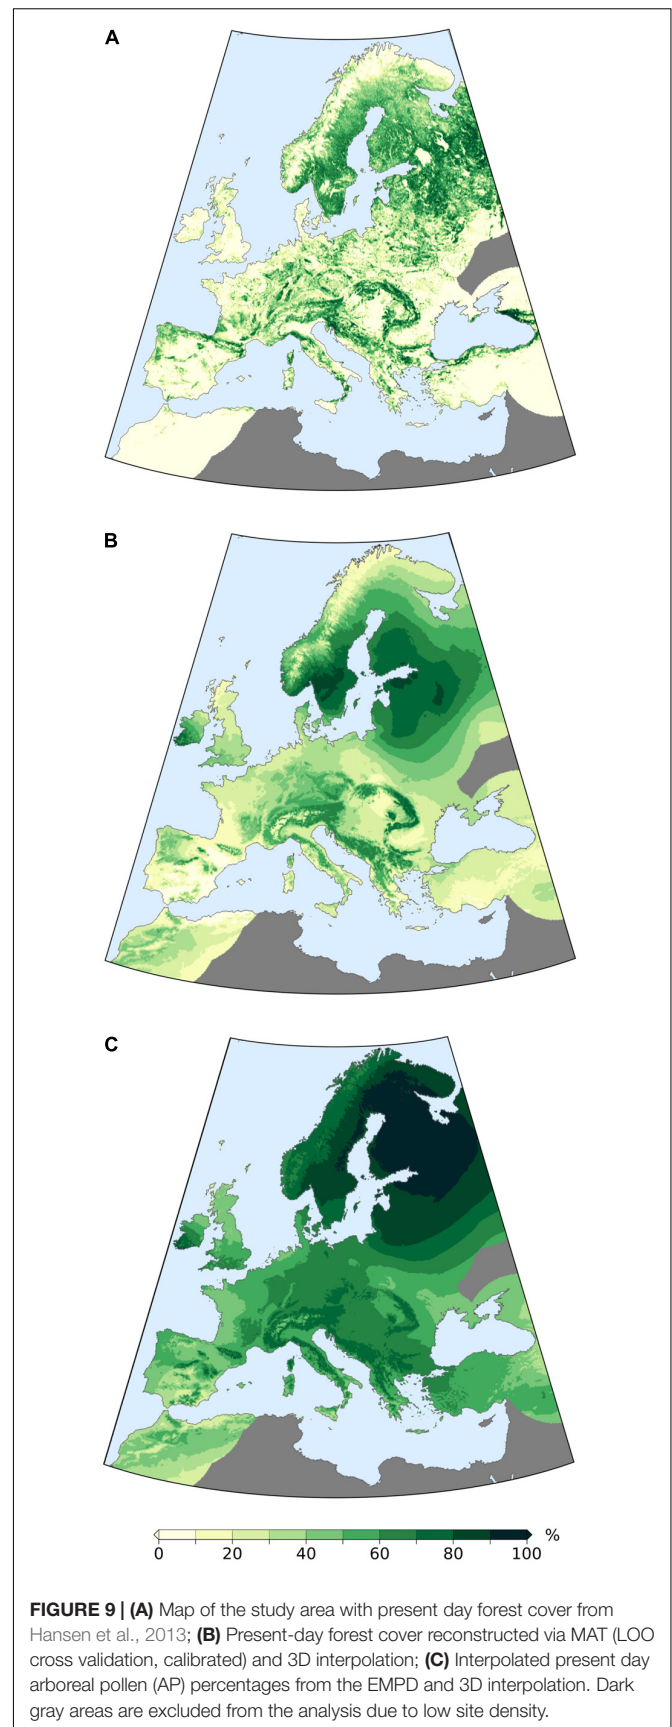 A
B
C
%
0 20 40 60 80 100
FIGURE 9 | (A) Map of the study area with present day forest cover from
Hansen et al., 2013; (B) Present-day forest cover reconstructed via MAT (LOO
cross validation, calibrated) and 3D interpolation; (C) Interpolated present day
arboreal pollen (AP) percentages from the EMPD and 3D interpolation. Dark
gray areas are excluded from the analysis due to low site density.